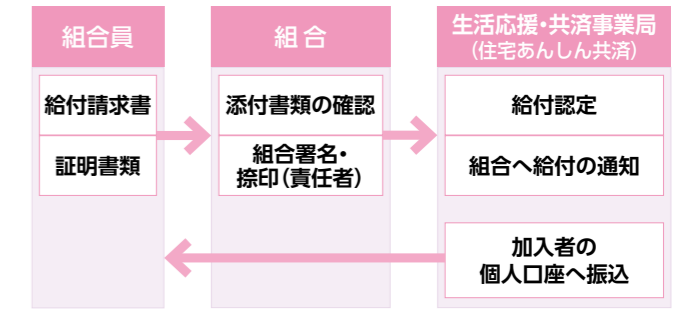 組合員
給付請求書
証明書類
組合
添付書類の確認
組合署名・
捺印（責任者）
生活応援・共済事業局
（住宅あんしん共済）
給付認定
組合へ給付の通知
加入者の
個人口座へ振込